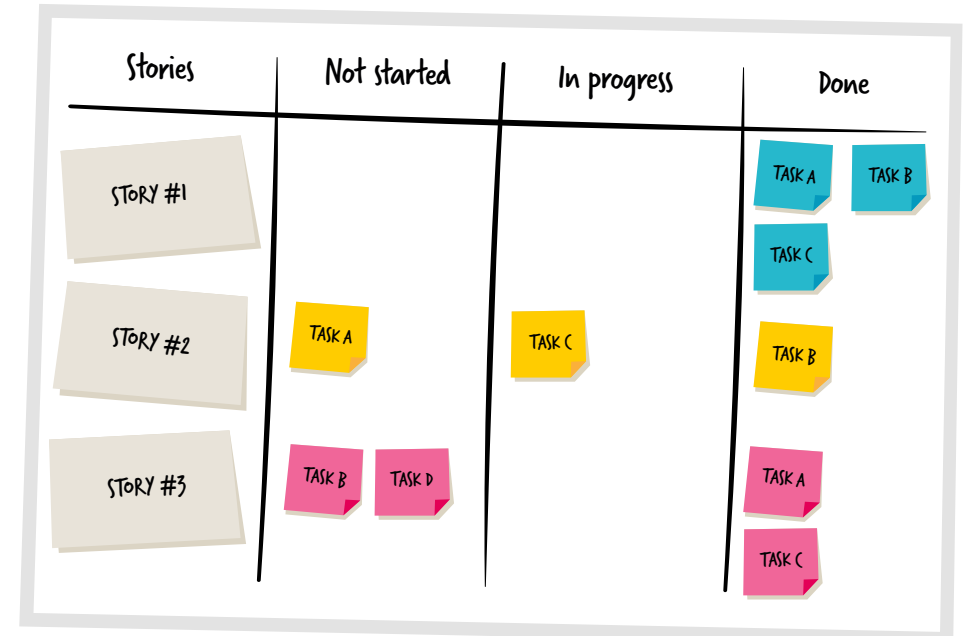 Stories
Not started
In progress
Done
STORY #1
TASK A
TASK B
TASK C
STORY #2
TASK A
TASK C
TASK B
STORY #3
TASK B
TASK D
TASK A
TASK C